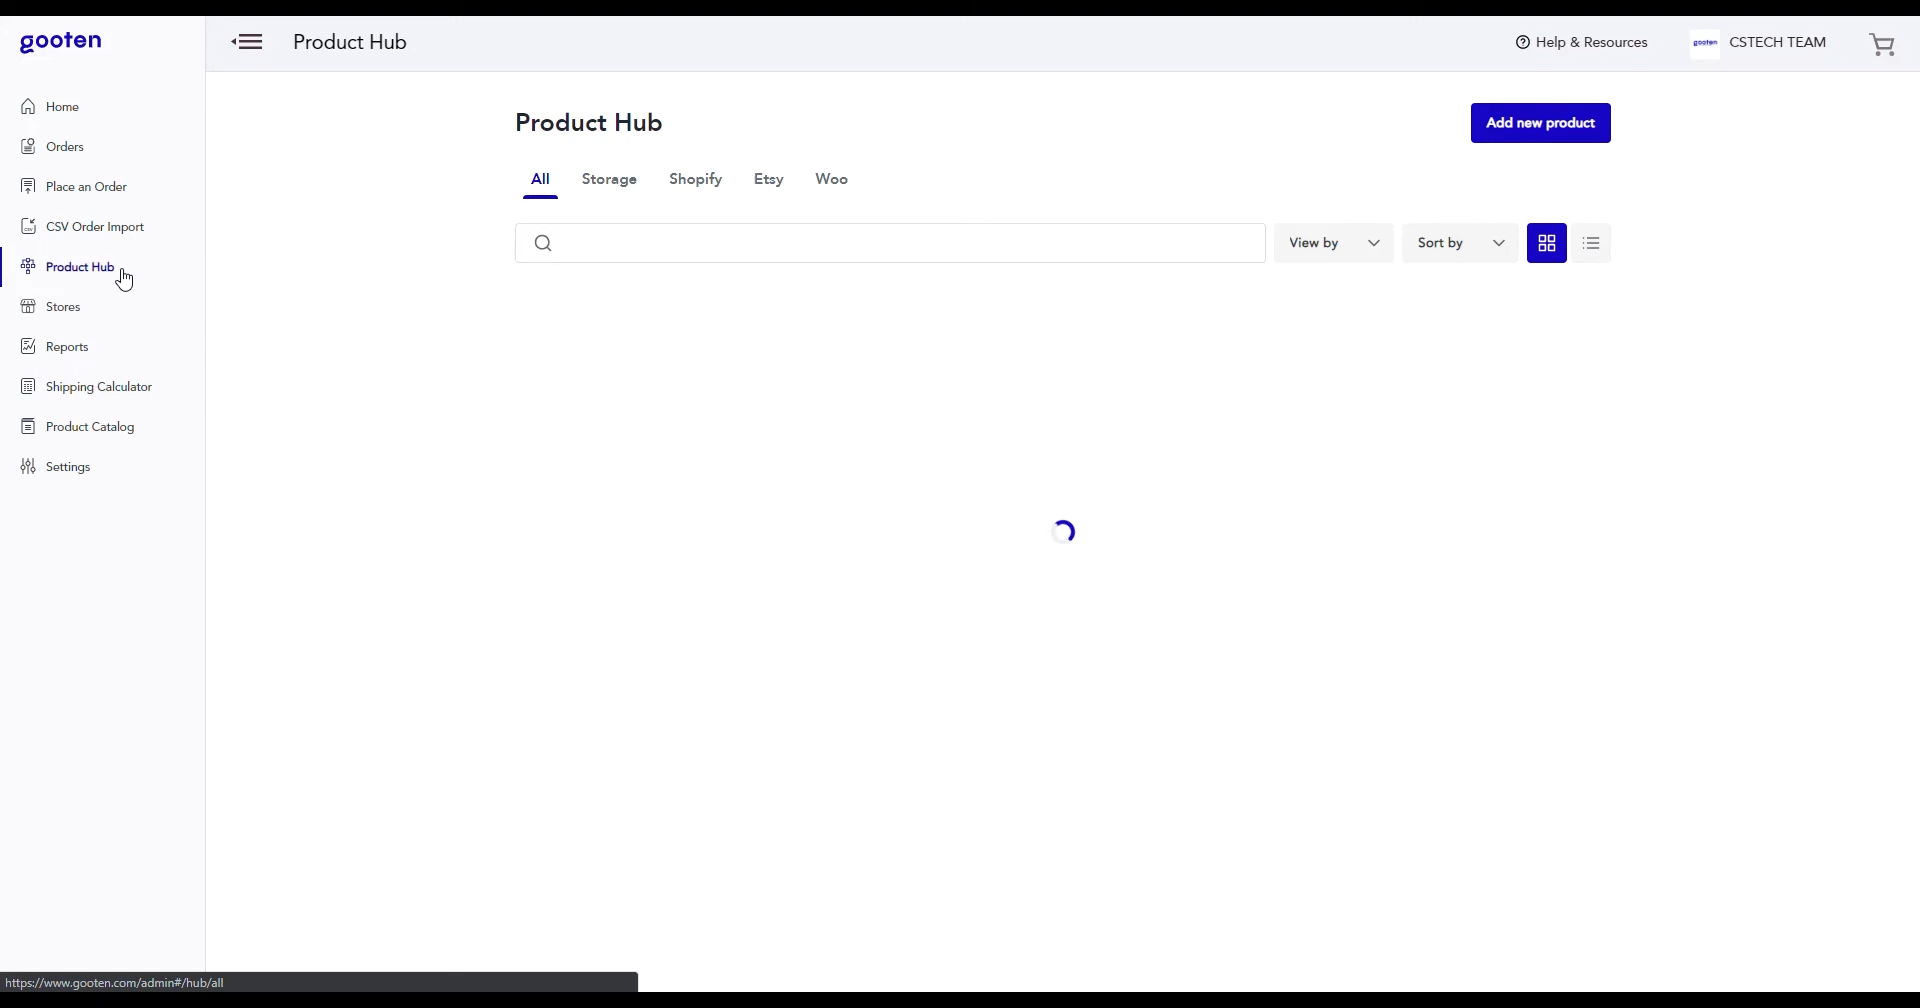 gooten
Product Hub
Help & Resources
gooten
CSTECH TEAM
Home
Orders
Place an Order
CSV Order Import
Product Hub
Stores
Reports
Shipping Calculator
Product Catalog
Settings
Product Hub
Add new product
All Storage Shopify Etsy Woo
View by
Sort by
https://www.gooten.com/admin#/hub/all